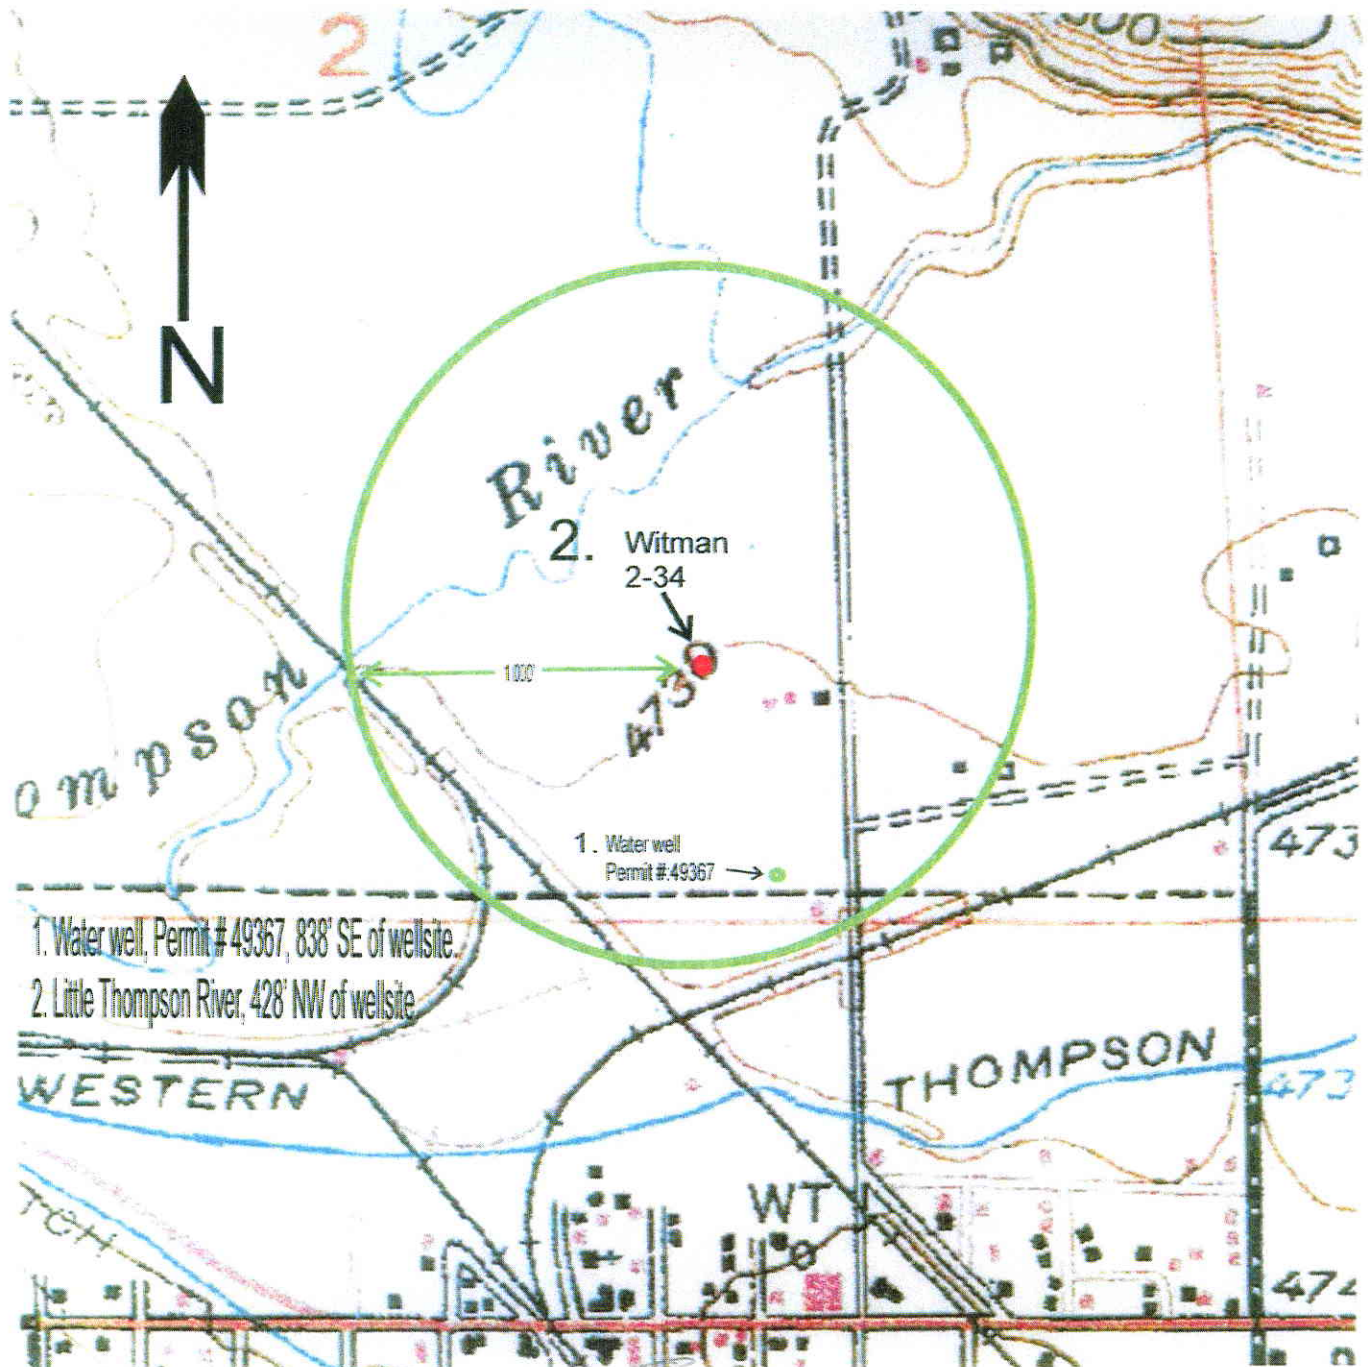 2
N
River
2. Witman
2-34
1000'
4730
ompson
1. Water well
Permit #:49367
473
1. Water well, Permit # 49367, 838' SE of wellsite.
2. Little Thompson River, 428' NW of wellsite
WESTERN
THOMPSON
473
TCH
WT
474